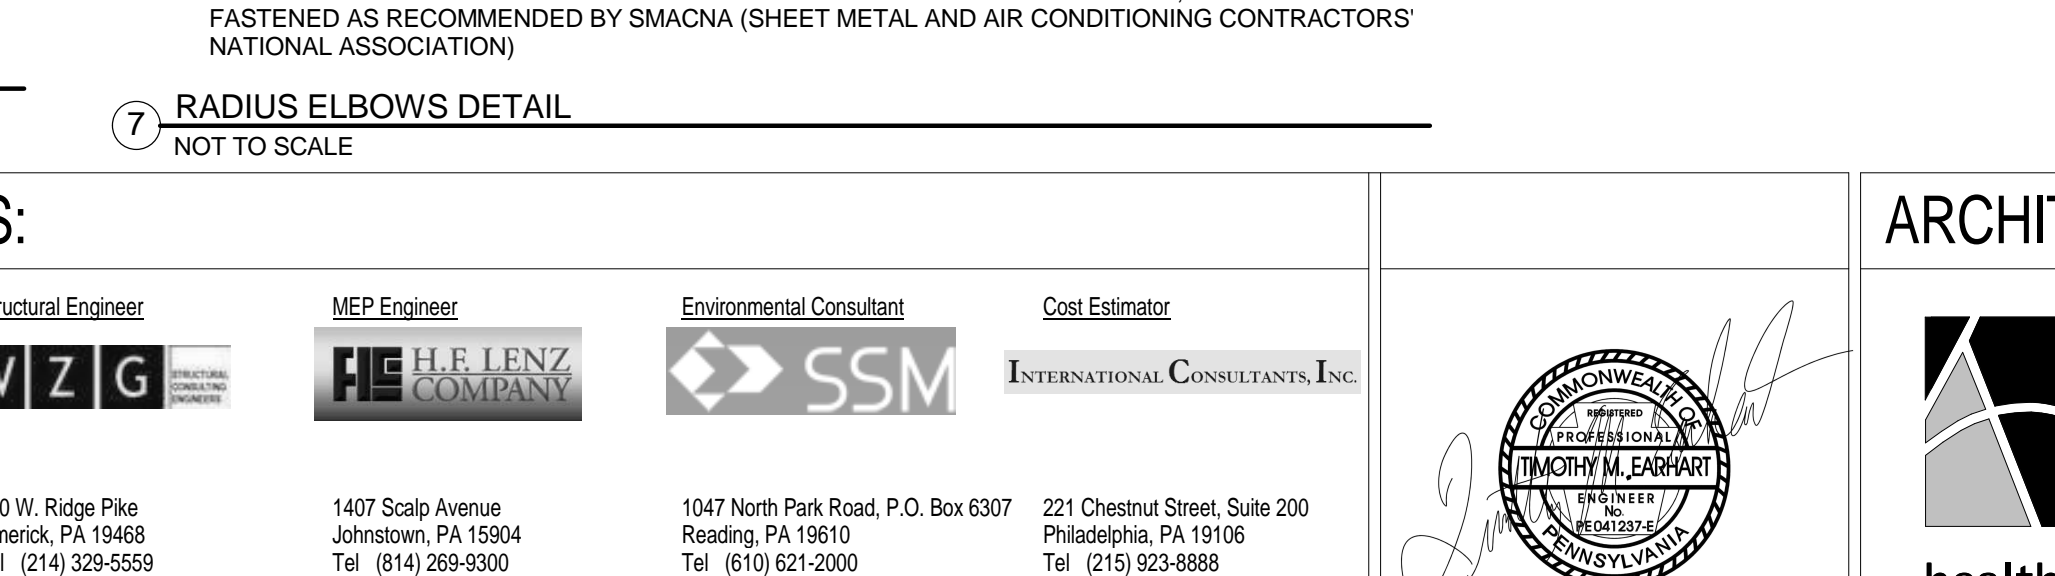 FASTENED AS RECOMMENDED BY SMACNA (SHEET METAL AND AIR CONDITIONING CONTRACTORS'
NATIONAL ASSOCIATION)
7 RADIUS ELBOWS DETAIL
NOT TO SCALE
S:
ructural Engineer
Z G
STRUCTURAL
CONSULTING
ENGINEERS
0 W. Ridge Pike
merick, PA 19468
l (214) 329-5559
MEP Engineer
H.F. LENZ
COMPANY
1407 Scalp Avenue
Johnstown, PA 15904
Tel (814) 269-9300
Environmental Consultant
SSM
1047 North Park Road, P.O. Box 6307
Reading, PA 19610
Tel (610) 621-2000
Cost Estimator
INTERNATIONAL CONSULTANTS, INC.
221 Chestnut Street, Suite 200
Philadelphia, PA 19106
Tel (215) 923-8888
COMMONWEALTH OF
REGISTERED
PROFESSIONAL
TIMOTHY M. EARHART
ENGINEER
No.
PE041237-E
PENNSYLVANIA
ARCHIT